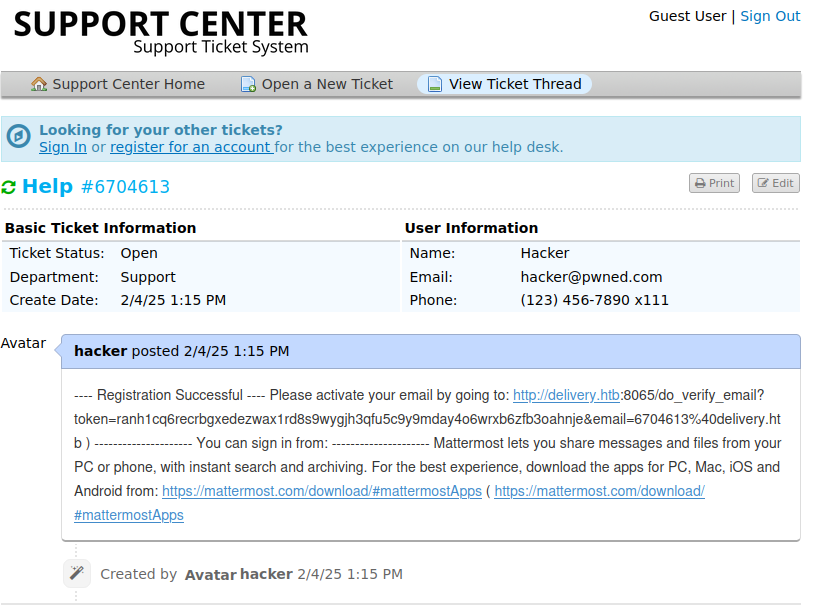 SUPPORT CENTER
Support Ticket System
Guest User | Sign Out
Support Center Home Open a New Ticket View Ticket Thread
Looking for your other tickets?
Sign In or register for an account for the best experience on our help desk.
Help #6704613
Print Edit
Basic Ticket Information User Information
Ticket Status: Open Name: Hacker
Department: Support Email: hacker@pwned.com
Create Date: 2/4/25 1:15 PM Phone: (123) 456-7890 x111
Avatar hacker posted 2/4/25 1:15 PM
---- Registration Successful ---- Please activate your email by going to: http://delivery.htb:8065/do_verify_email?
token=ranh1cq6recrbgxedezwax1rd8s9wygjh3qfu5c9y9mday4o6wrxb6zfb3oahnje&email=6704613%40delivery.ht
b ) --------------------- You can sign in from: --------------------- Mattermost lets you share messages and files from your
PC or phone, with instant search and archiving. For the best experience, download the apps for PC, Mac, iOS and
Android from: https://mattermost.com/download/#mattermostApps ( https://mattermost.com/download/
#mattermostApps
Created by Avatar hacker 2/4/25 1:15 PM